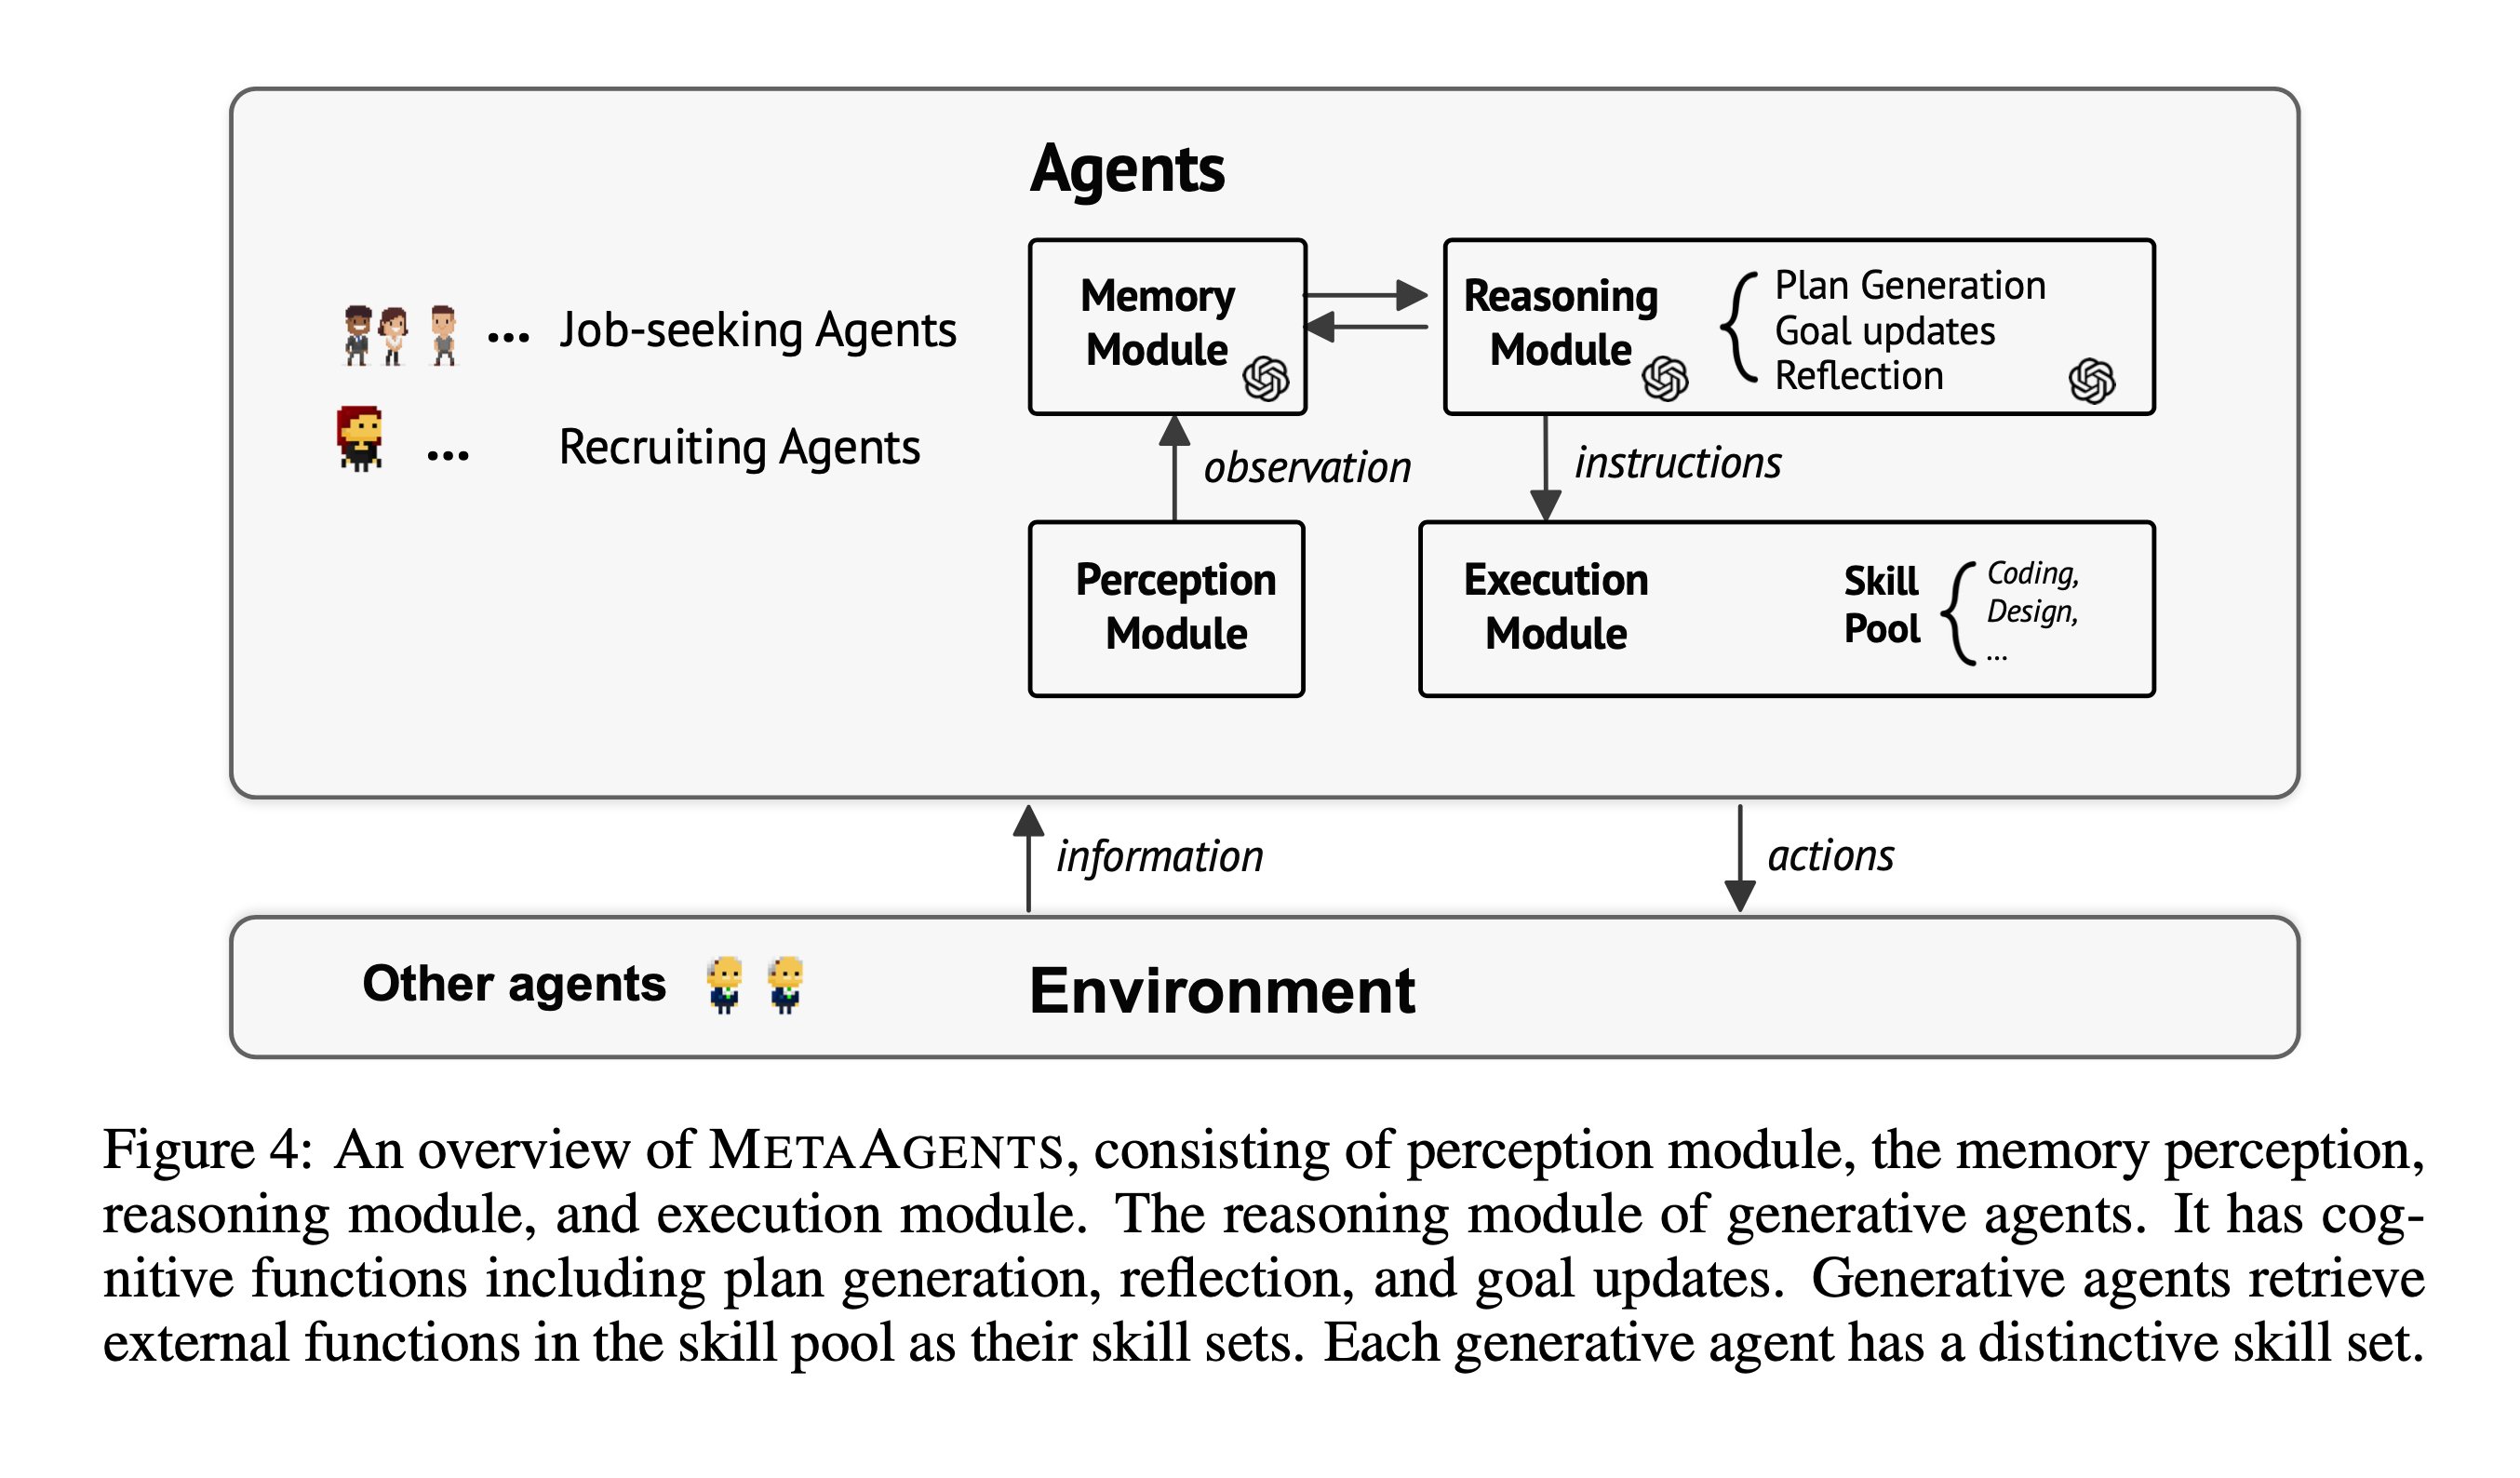 Agents
... Job-seeking Agents
... Recruiting Agents
Memory
Module
Reasoning
Module
Plan Generation
Goal updates
Reflection
observation
instructions
Perception
Module
Execution
Module
Skill
Pool
Coding,
Design,
...
information
actions
Other agents
Environment
Figure 4: An overview of METAAGENTS, consisting of perception module, the memory perception,
reasoning module, and execution module. The reasoning module of generative agents. It has cog-
nitive functions including plan generation, reflection, and goal updates. Generative agents retrieve
external functions in the skill pool as their skill sets. Each generative agent has a distinctive skill set.